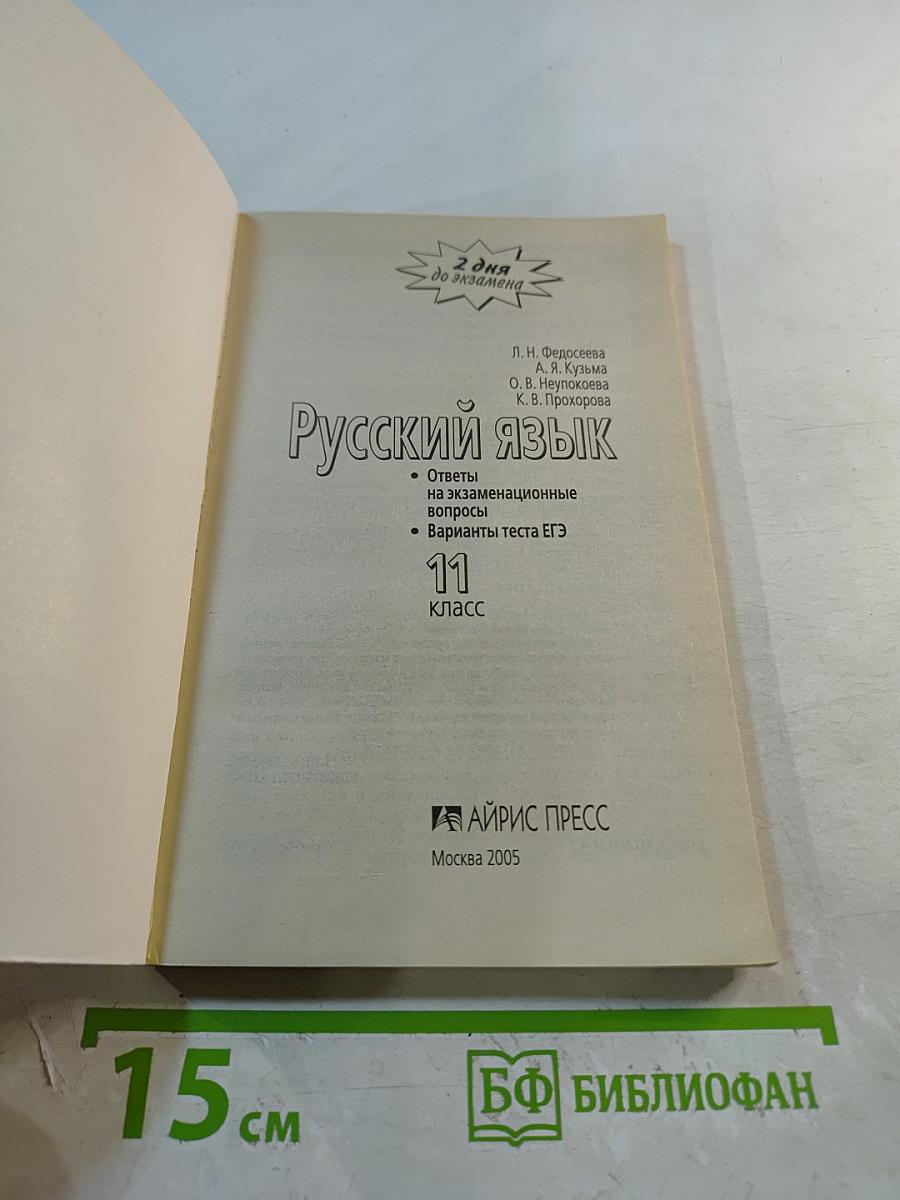 2 дня
до экзамена
Л. Н. Федосеева
А. Я. Кузьма
О. В. Неупокоева
К. В. Прохорова
Русский язык
• Ответы
на экзаменационные
вопросы
• Варианты теста ЕГЭ
11
класс
АЙРИС ПРЕСС
Москва 2005
15 см
БФ БИБЛИОФАН